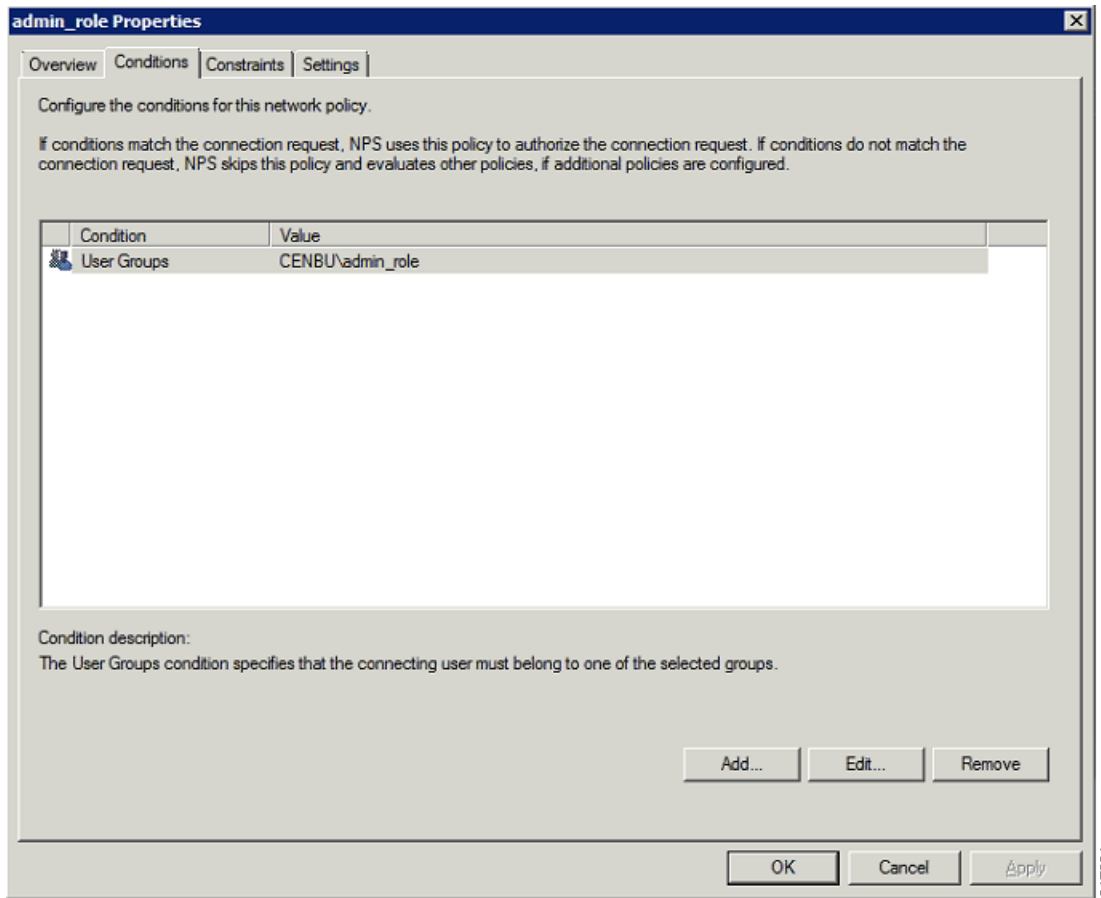 admin_role Properties
Overview Conditions Constraints Settings
Configure the conditions for this network policy.
If conditions match the connection request, NPS uses this policy to authorize the connection request. If conditions do not match the
connection request, NPS skips this policy and evaluates other policies, if additional policies are configured.
Condition Value
User Groups CENBU\admin_role
Condition description:
The User Groups condition specifies that the connecting user must belong to one of the selected groups.
Add... Edit... Remove
OK Cancel Apply